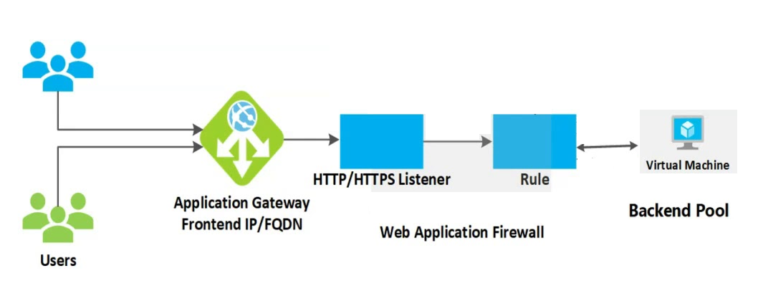 Users
Application Gateway
Frontend IP/FQDN
HTTP/HTTPS Listener
Rule
Web Application Firewall
Virtual Machine
Backend Pool